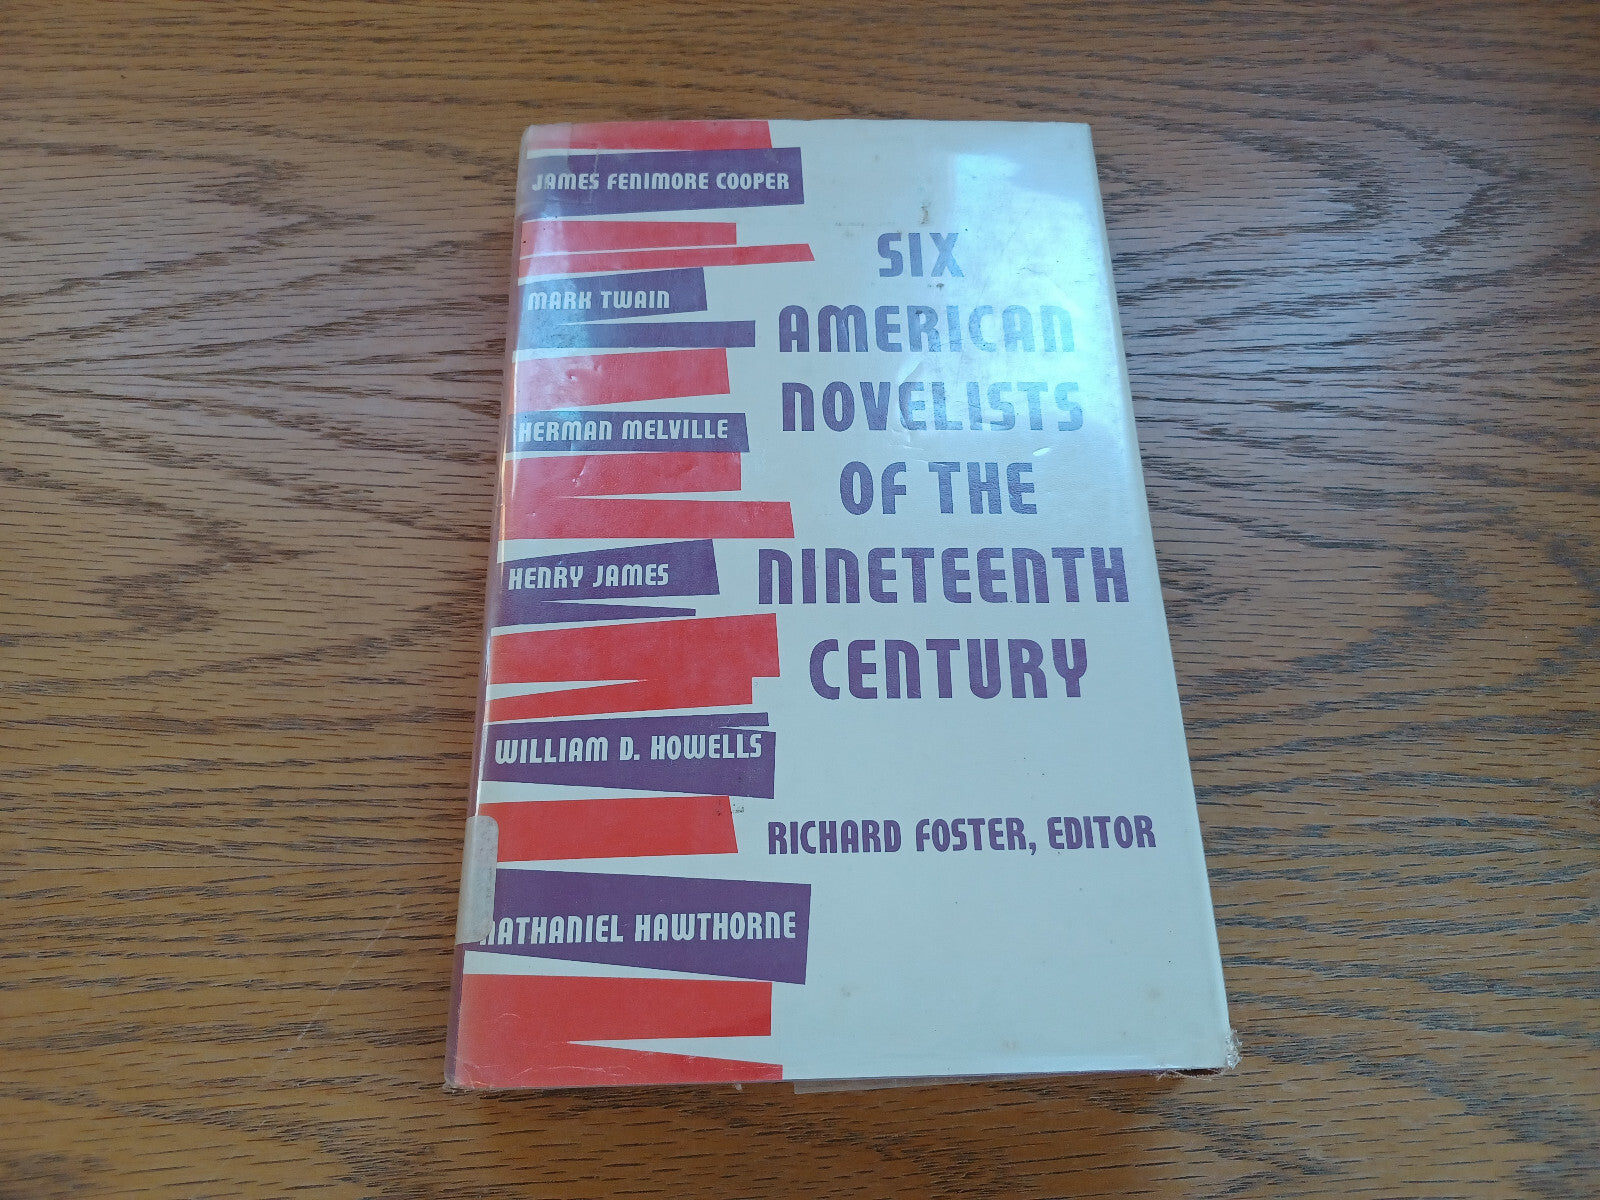 JAMES FENIMORE COOPER
MARK TWAIN
HERMAN MELVILLE
HENRY JAMES
WILLIAM D. HOWELLS
NATHANIEL HAWTHORNE
SIX
AMERICAN
NOVELISTS
OF THE
NINETEENTH
CENTURY
RICHARD FOSTER, EDITOR